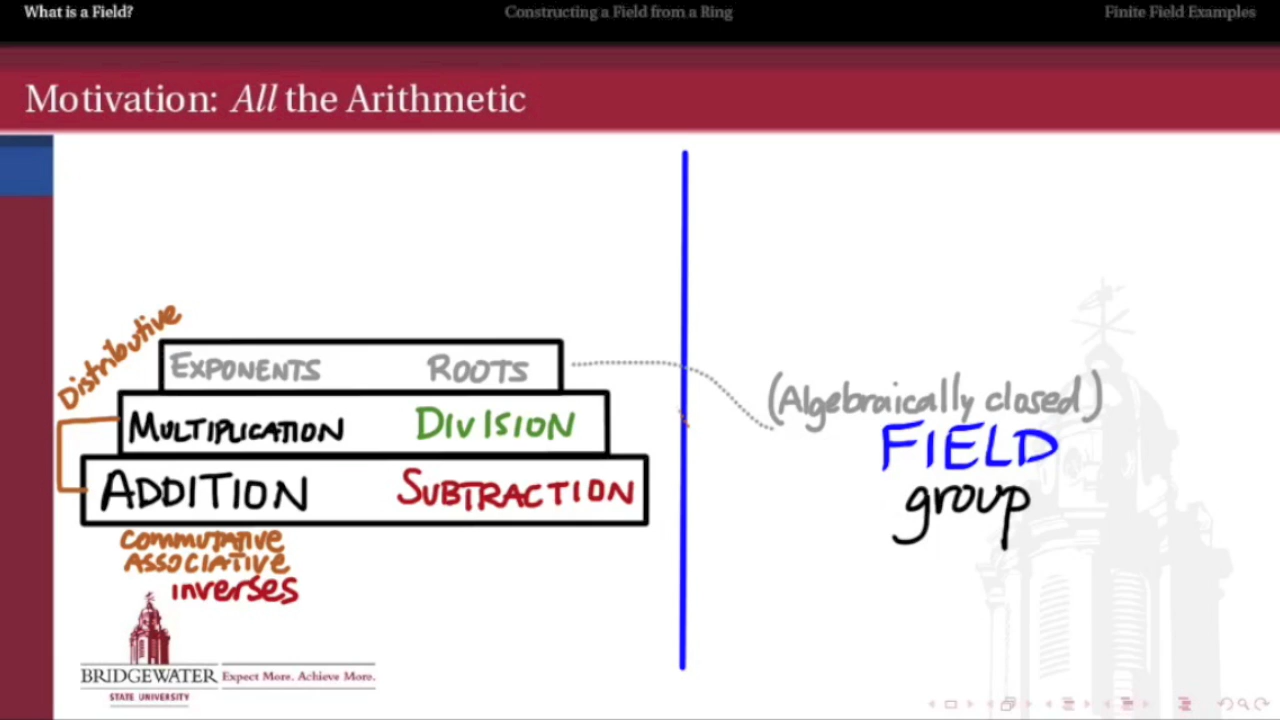 What is a Field?
Constructing a Field from a Ring
Finite Field Examples
Motivation: All the Arithmetic
Distributive
EXPONENTS ROOTS
MULTIPLICATION DIVISION
ADDITION SUBTRACTION
COMMUTATIVE
ASSOCIATIVE
inverses
(Algebraically closed)
FIELD
group
BRIDGEWATER
STATE UNIVERSITY
Expect More. Achieve More.